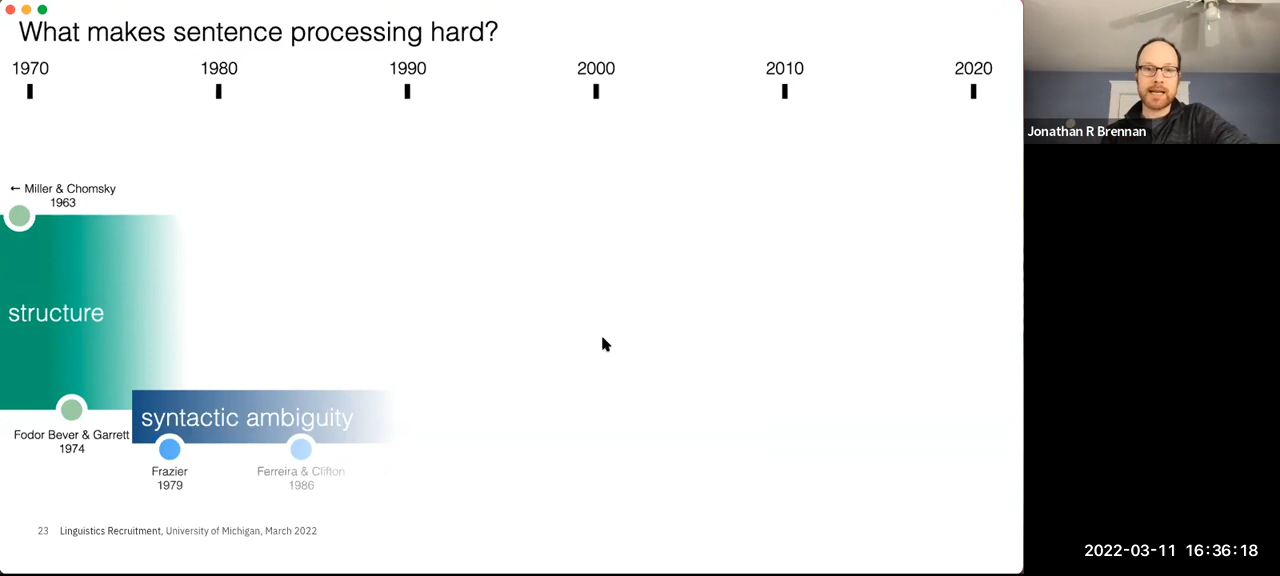 What makes sentence processing hard?
1970 1980 1990 2000 2010 2020
← Miller & Chomsky
1963
structure
syntactic ambiguity
Fodor Bever & Garrett
1974
Frazier
1979
Ferreira & Clifton
1986
23 Linguistics Recruitment, University of Michigan, March 2022
Jonathan R Brennan
2022-03-11 16:36:18